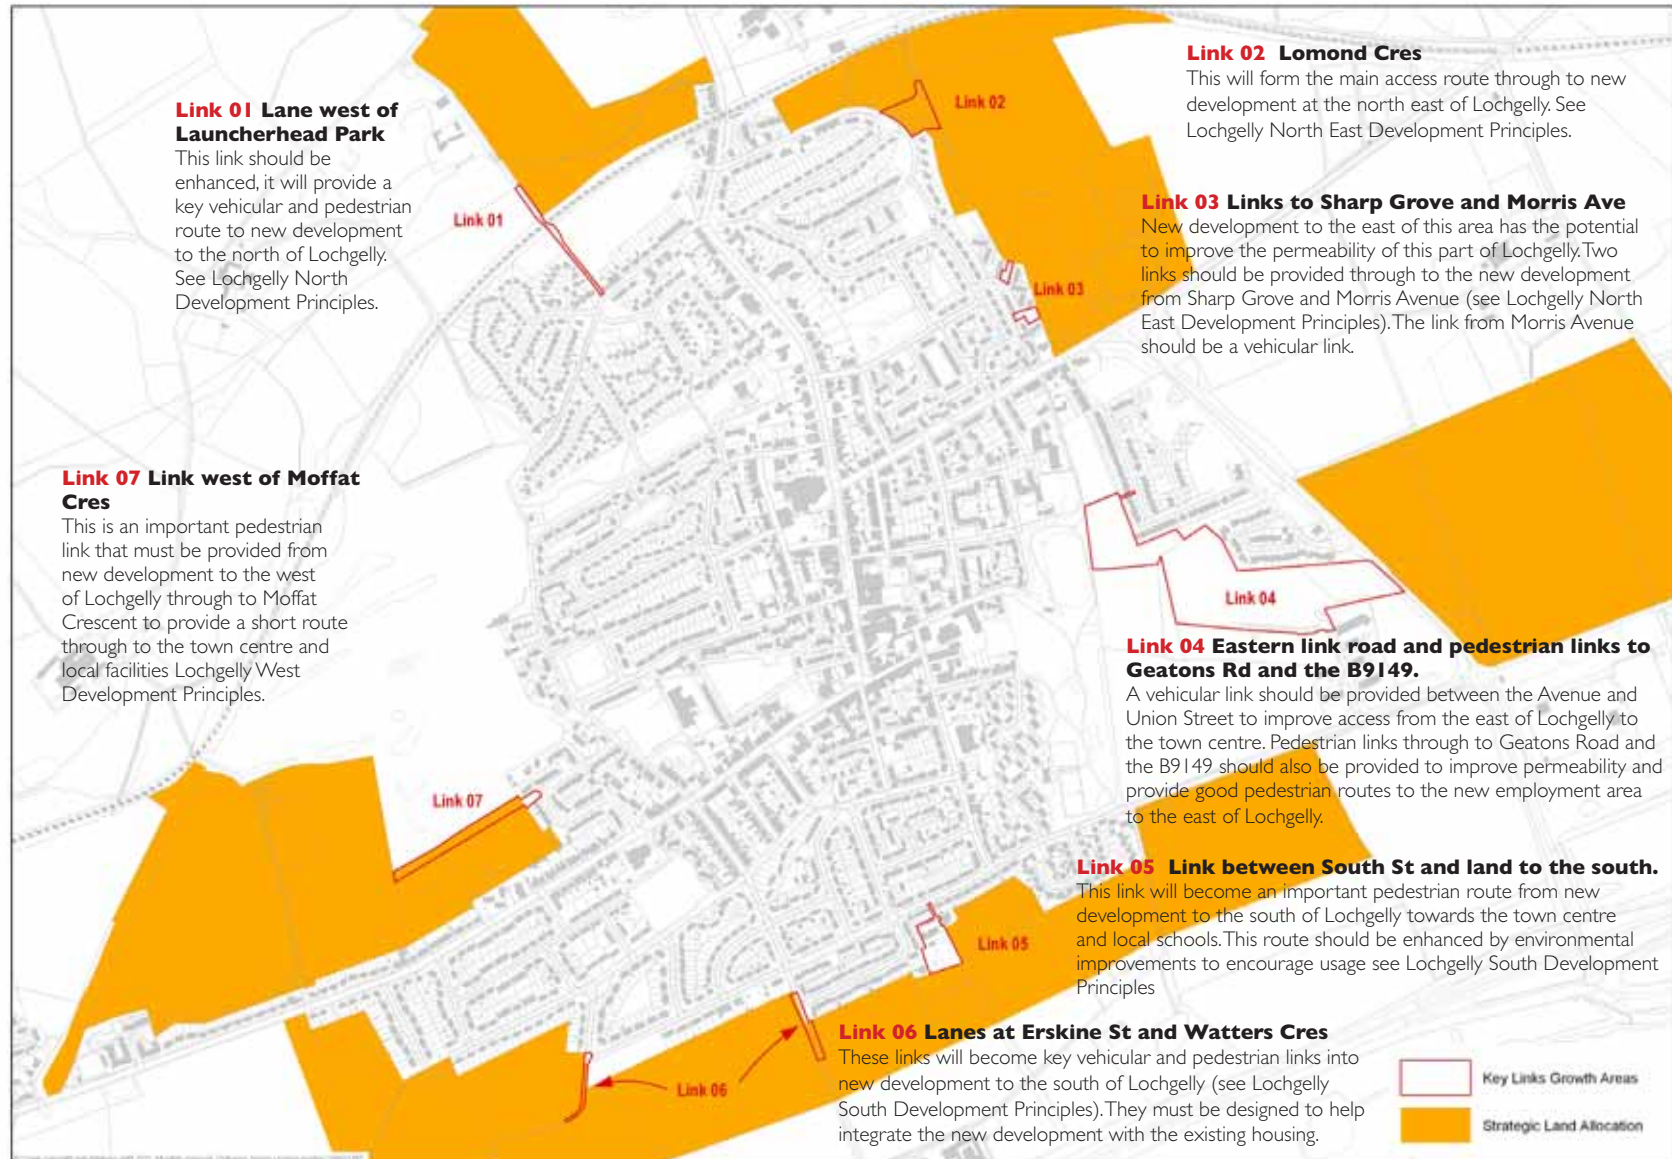 Link 01 Lane west of
Launcherhead Park
This link should be
enhanced, it will provide a
key vehicular and pedestrian
route to new development
to the north of Lochgelly.
See Lochgelly North
Development Principles.
Link 01
Link 02
Link 02 Lomond Cres
This will form the main access route through to new
development at the north east of Lochgelly. See
Lochgelly North East Development Principles.
Link 03 Links to Sharp Grove and Morris Ave
New development to the east of this area has the potential
to improve the permeability of this part of Lochgelly. Two
links should be provided through to the new development
from Sharp Grove and Morris Avenue (see Lochgelly North
East Development Principles). The link from Morris Avenue
should be a vehicular link.
Link 03
Link 07 Link west of Moffat
Cres
This is an important pedestrian
link that must be provided from
new development to the west
of Lochgelly through to Moffat
Crescent to provide a short route
through to the town centre and
local facilities Lochgelly West
Development Principles.
Link 07
Link 04
Link 04 Eastern link road and pedestrian links to
Geatons Rd and the B9149.
A vehicular link should be provided between the Avenue and
Union Street to improve access from the east of Lochgelly to
the town centre. Pedestrian links through to Geatons Road and
the B9149 should also be provided to improve permeability and
provide good pedestrian routes to the new employment area
to the east of Lochgelly.
Link 05 Link between South St and land to the south.
This link will become an important pedestrian route from new
development to the south of Lochgelly towards the town centre
and local schools. This route should be enhanced by environmental
improvements to encourage usage see Lochgelly South Development
Principles
Link 05
Link 06 Lanes at Erskine St and Watters Cres
These links will become key vehicular and pedestrian links into
new development to the south of Lochgelly (see Lochgelly
South Development Principles). They must be designed to help
integrate the new development with the existing housing.
Link 06
Key Links Growth Areas
Strategic Land Allocation